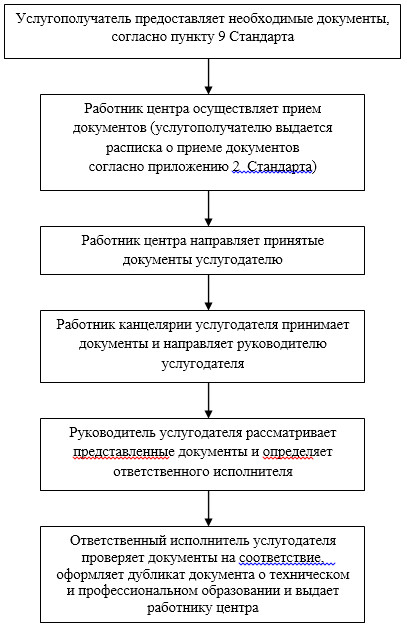 Услугополучатель предоставляет необходимые документы,
согласно пункту 9 Стандарта
Работник центра осуществляет прием
документов (услугополучателю выдается
расписка о приеме документов
согласно приложению 2 Стандарта)
Работник центра направляет принятые
документы услугодателю
Работник канцелярии услугодателя принимает
документы и направляет руководителю
услугодателя
Руководитель услугодателя рассматривает
представленные документы и определяет
ответственного исполнителя
Ответственный исполнитель услугодателя
проверяет документы на соответствие,
оформляет дубликат документа о техническом
и профессиональном образовании и выдает
работнику центра